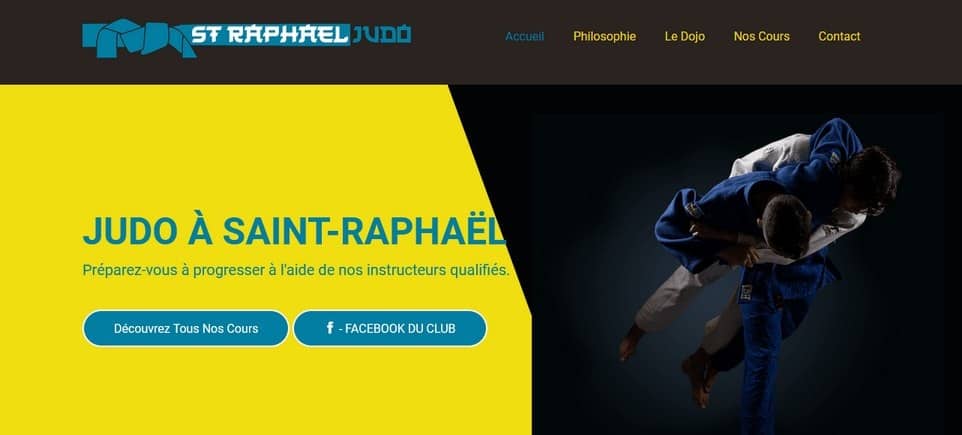 ST RAPHAËL JUDO
Accueil
Philosophie
Le Dojo
Nos Cours
Contact
JUDO À SAINT-RAPHAËL
Préparez-vous à progresser à l'aide de nos instructeurs qualifiés.
Découvrez Tous Nos Cours
f - FACEBOOK DU CLUB